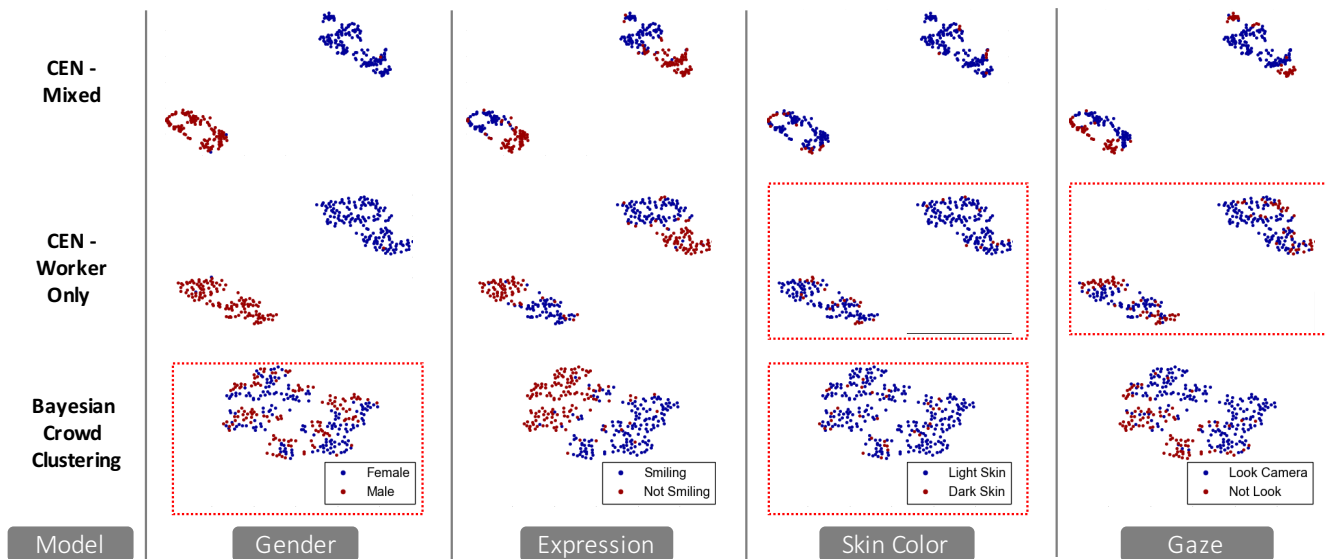 CEN -
Mixed
CEN -
Worker
Only
Bayesian
Crowd
Clustering
Female
Male
Smiling
Not Smiling
Light Skin
Dark Skin
Look Camera
Not Look
Model
Gender
Expression
Skin Color
Gaze